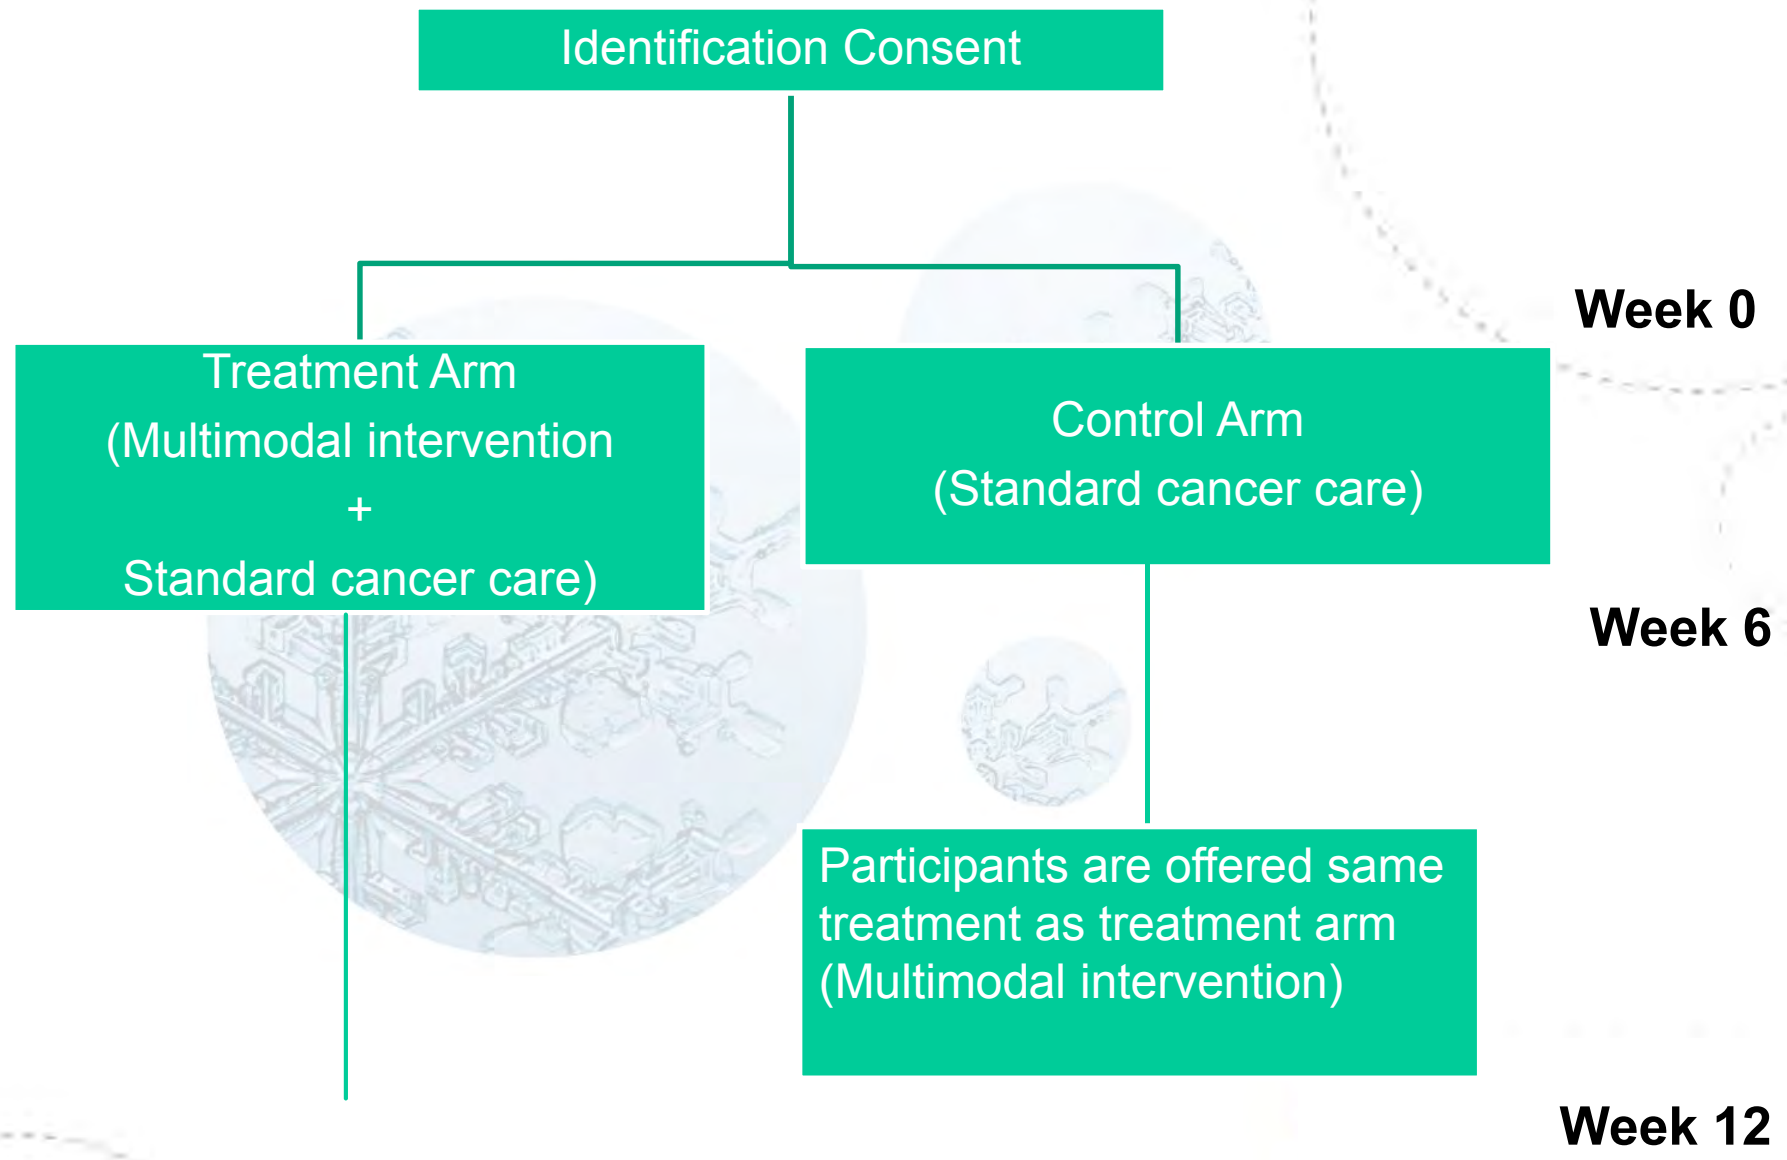 Identification Consent
Week 0
Treatment Arm
(Multimodal intervention
+
Standard cancer care)
Control Arm
(Standard cancer care)
Week 6
Participants are offered same
treatment as treatment arm
(Multimodal intervention)
Week 12